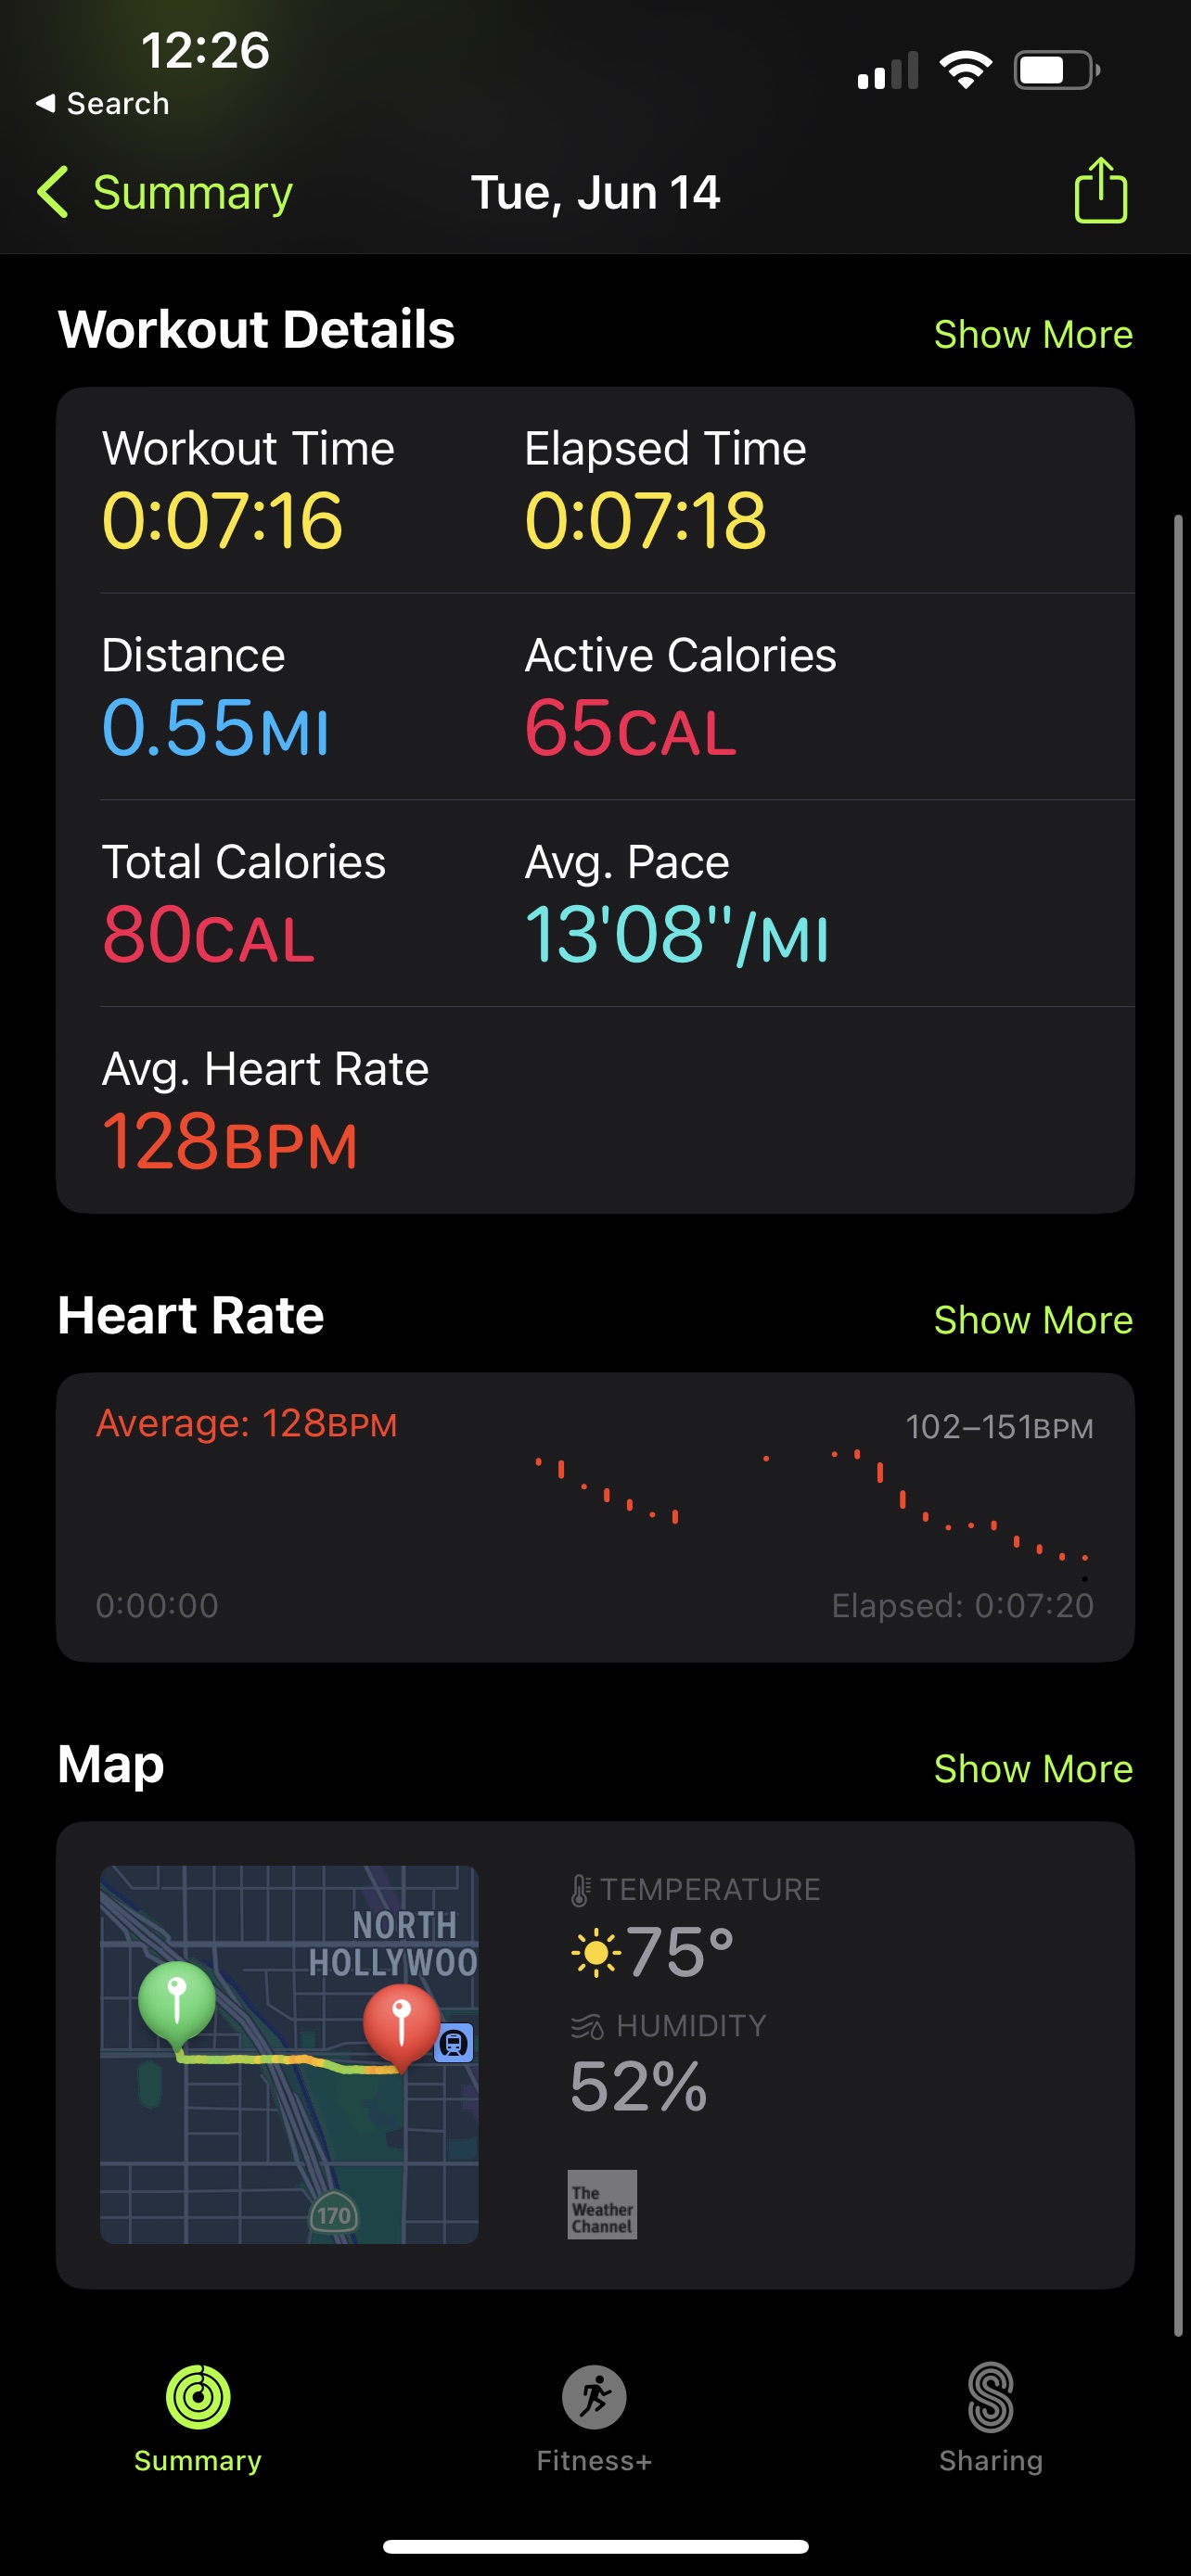 12:26
Search
Summary
Tue, Jun 14
Workout Details
Show More
Workout Time
Elapsed Time
0:07:16
0:07:18
Distance
Active Calories
0.55MI
65CAL
Total Calories
Avg. Pace
80CAL
13'08"/MI
Avg. Heart Rate
128BPM
Heart Rate
Show More
Average: 128BPM
102–151BPM
0:00:00
Elapsed: 0:07:20
Map
Show More
NORTH
HOLLYWOO
170
TEMPERATURE
75°
HUMIDITY
52%
The
Weather
Channel
Summary
Fitness+
Sharing